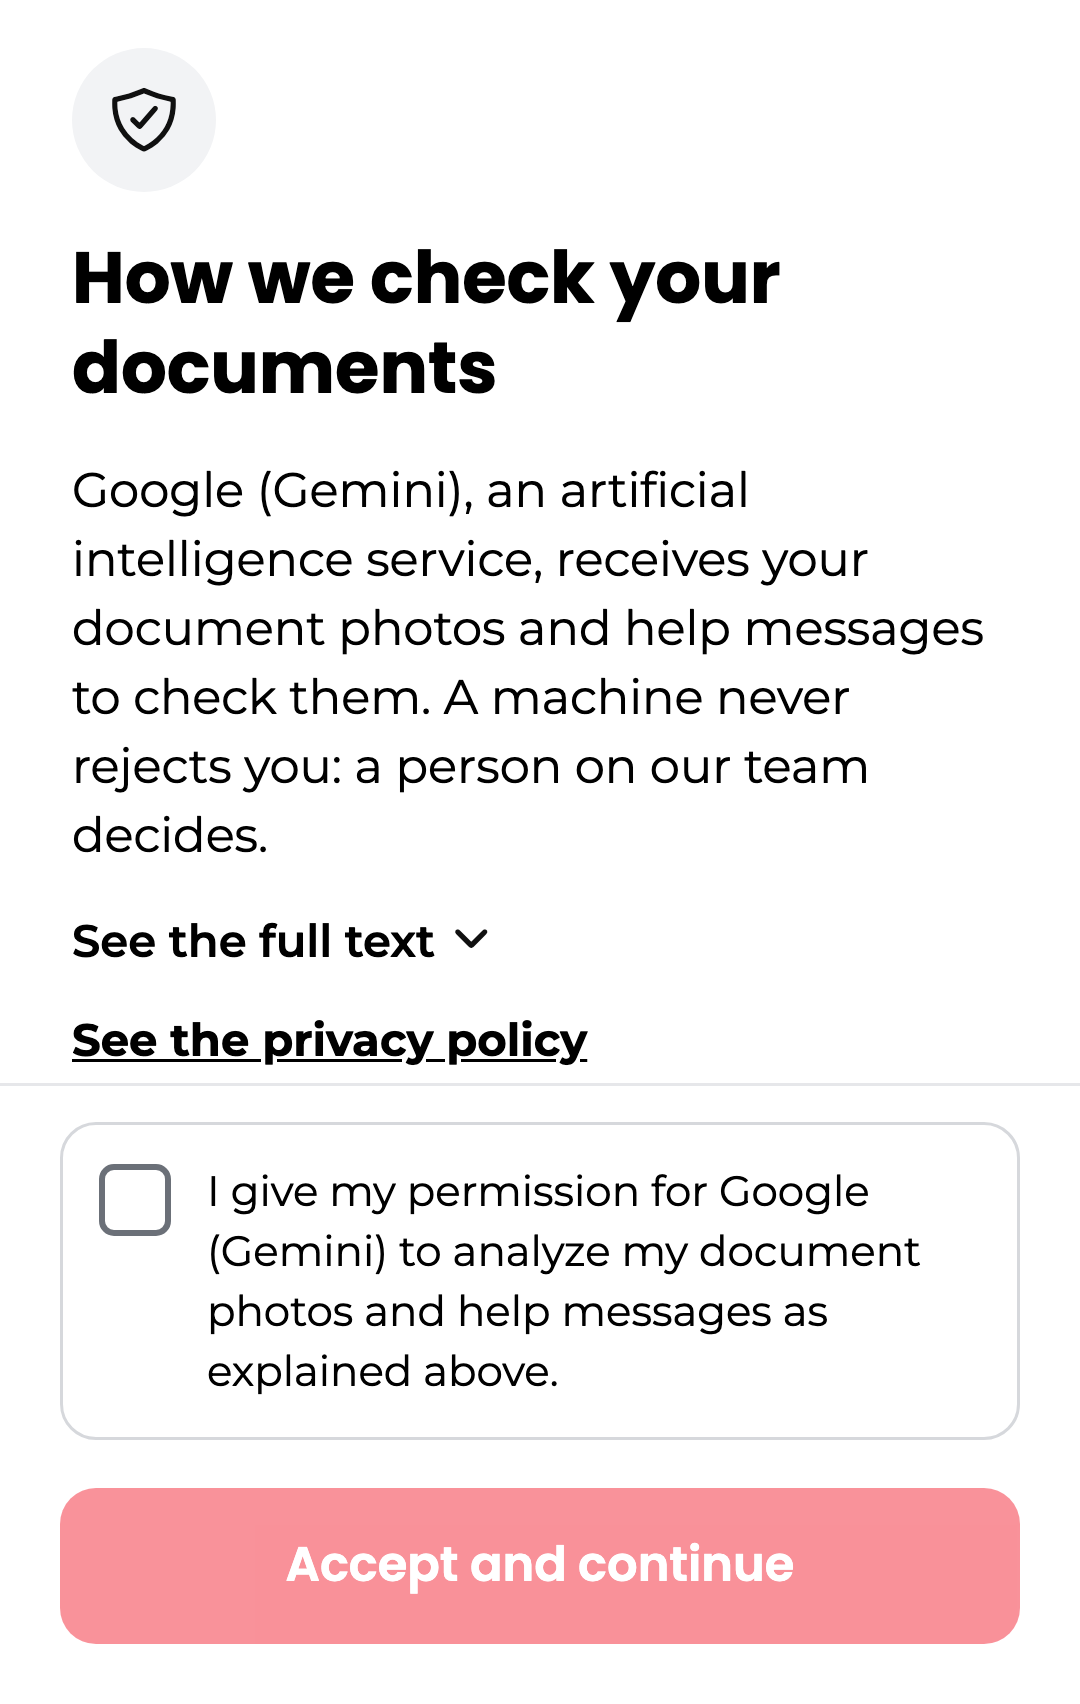 How we check your
documents
Google (Gemini), an artificial
intelligence service, receives your
document photos and help messages
to check them. A machine never
rejects you: a person on our team
decides.
See the full text
See the privacy policy
I give my permission for Google
(Gemini) to analyze my document
photos and help messages as
explained above.
Accept and continue